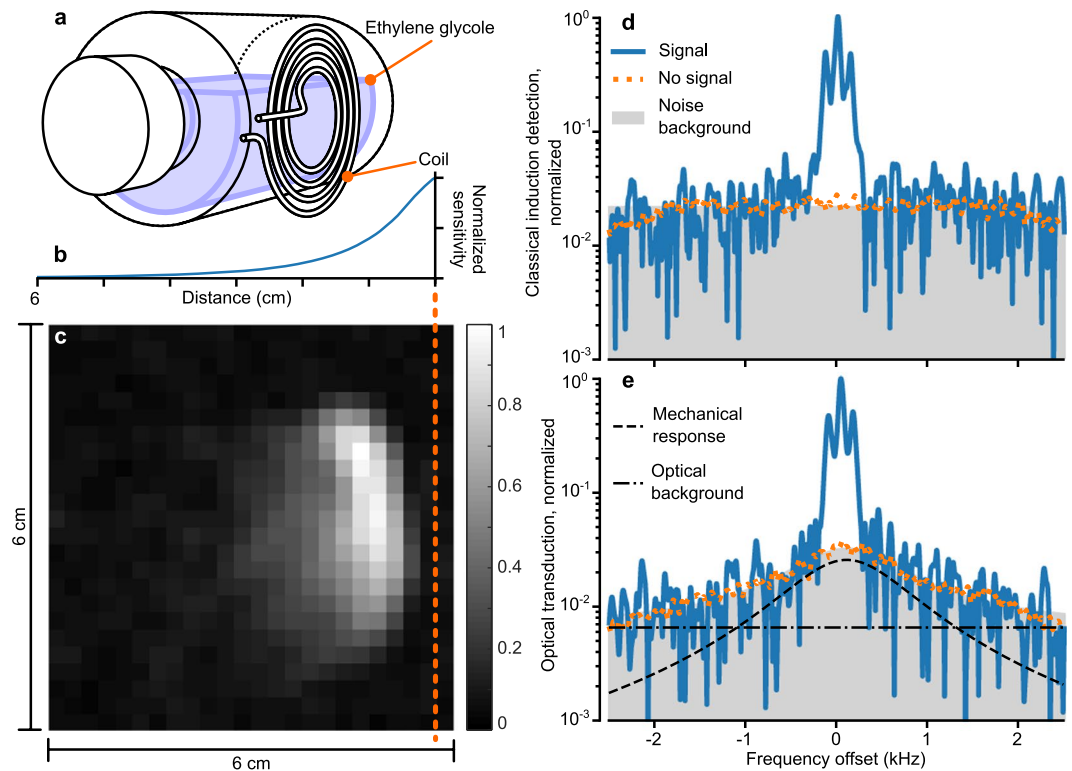 a
Ethylene glycole
Coil
b
Normalized
sensitivity
6
Distance (cm)
c
1
0.8
0.6
0.4
0.2
0
6 cm
6 cm
d
Signal
No signal
Noise
background
Classical induction detection,
normalized
10^0
10^-1
10^-2
10^-3
e
Mechanical
response
Optical
background
Optical transduction, normalized
10^0
10^-1
10^-2
10^-3
-2
-1
0
1
2
Frequency offset (kHz)